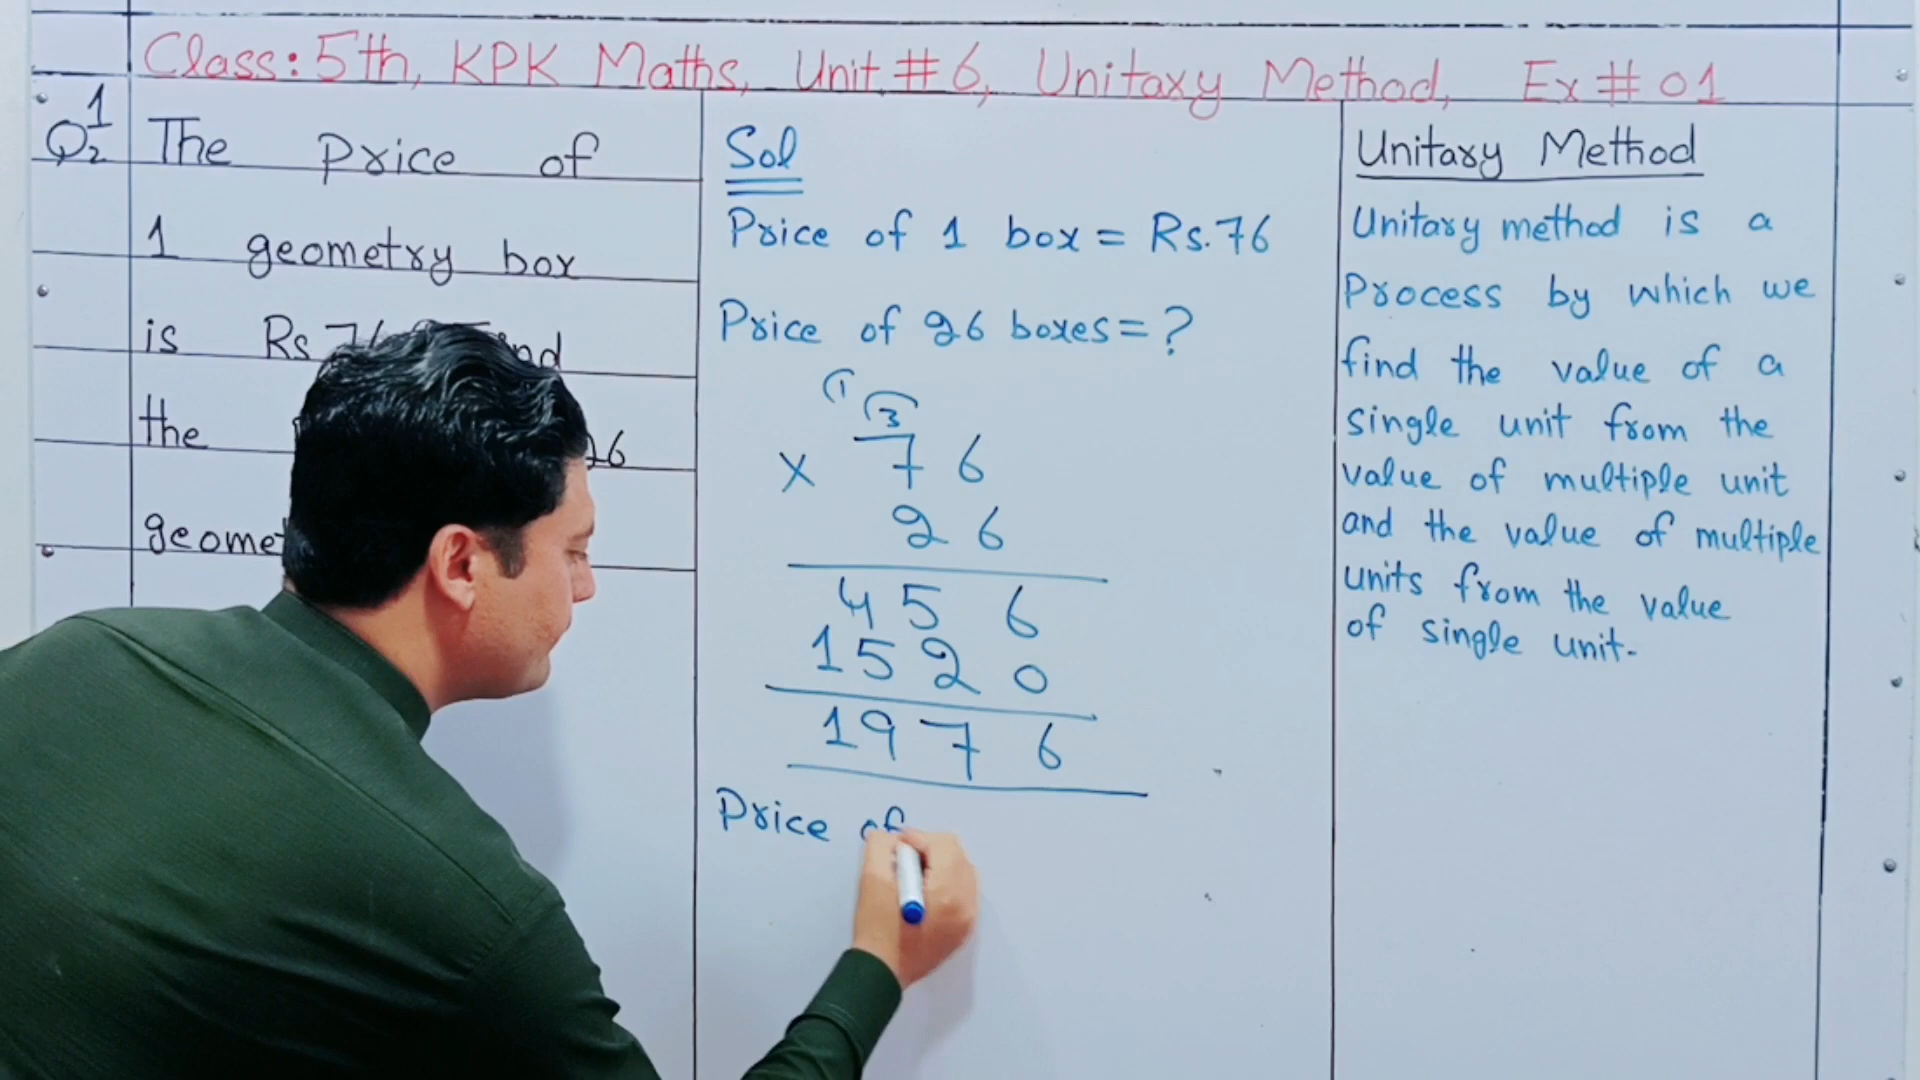 Class: 5th, KPK Maths, Unit # 6, Unitary Method, Ex # 01
1
Q2 The Price of
1 geometry box
is Rs
the 26
Sol
Price of 1 box = Rs.76
Price of 26 boxes = ?
1 3
7 6
x 2 6
4 5 6
1 5 2 0
1 9 7 6
Price of
Unitary Method
Unitary method is a
Process by which we
find the value of a
single unit from the
value of multiple unit
and the value of multiple
units from the value
of single unit.